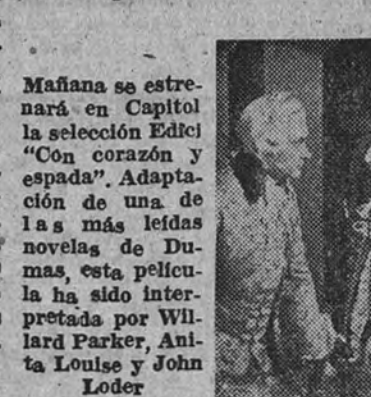 Mañana se estre-
nará en Capitol
la selección Edici
"Con corazón y
espada". Adapta-
ción de una de
las más leídas
novelas de Du-
mas, esta pelícu-
la ha sido inter-
pretada por Wil-
lard Parker, Ani-
ta Louise y John
Loder